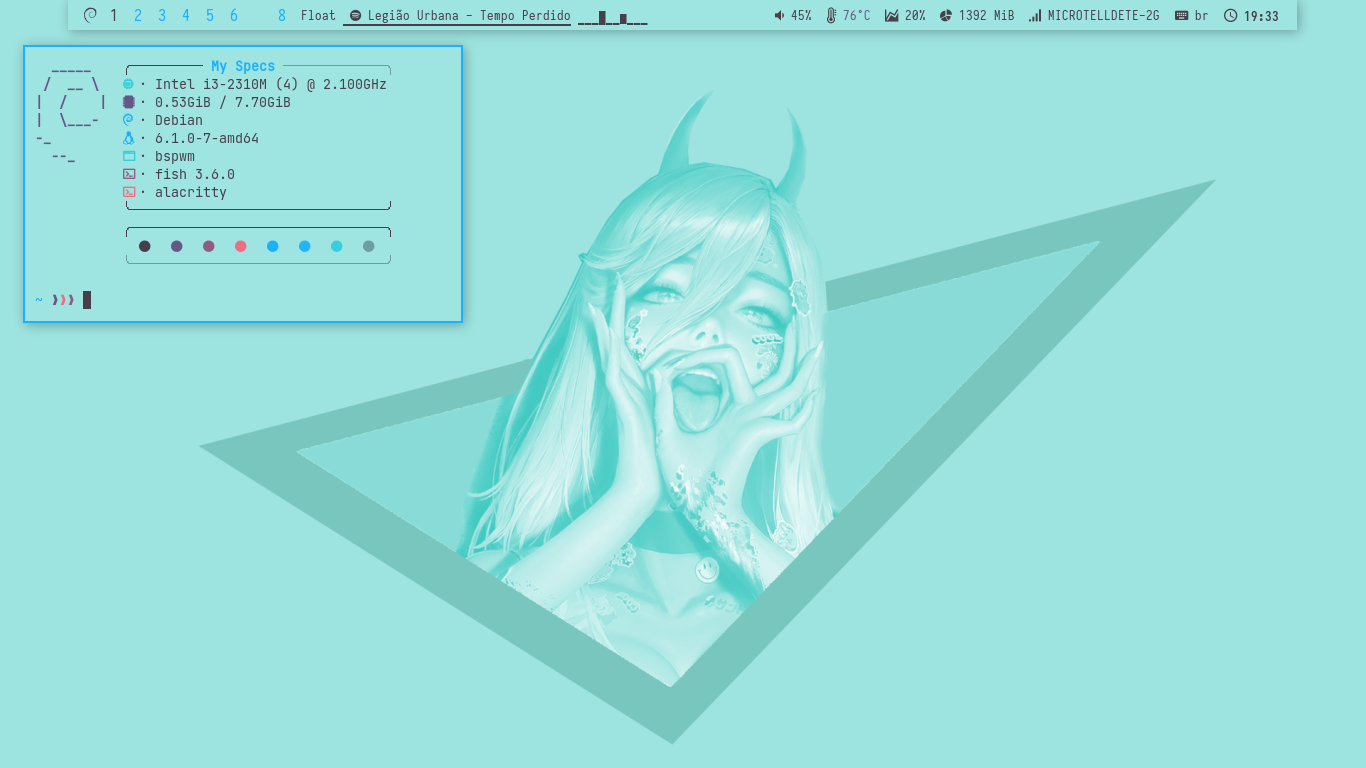 1 2 3 4 5 6 8 Float Legião Urbana - Tempo Perdido 45% 76°C 20% 1392 MiB MICROTELLDETE-2G br 19:33
My Specs
· Intel i3-2310M (4) @ 2.100GHz
· 0.53GiB / 7.70GiB
· Debian
· 6.1.0-7-amd64
· bspwm
· fish 3.6.0
· alacritty
~ ❯❯❯